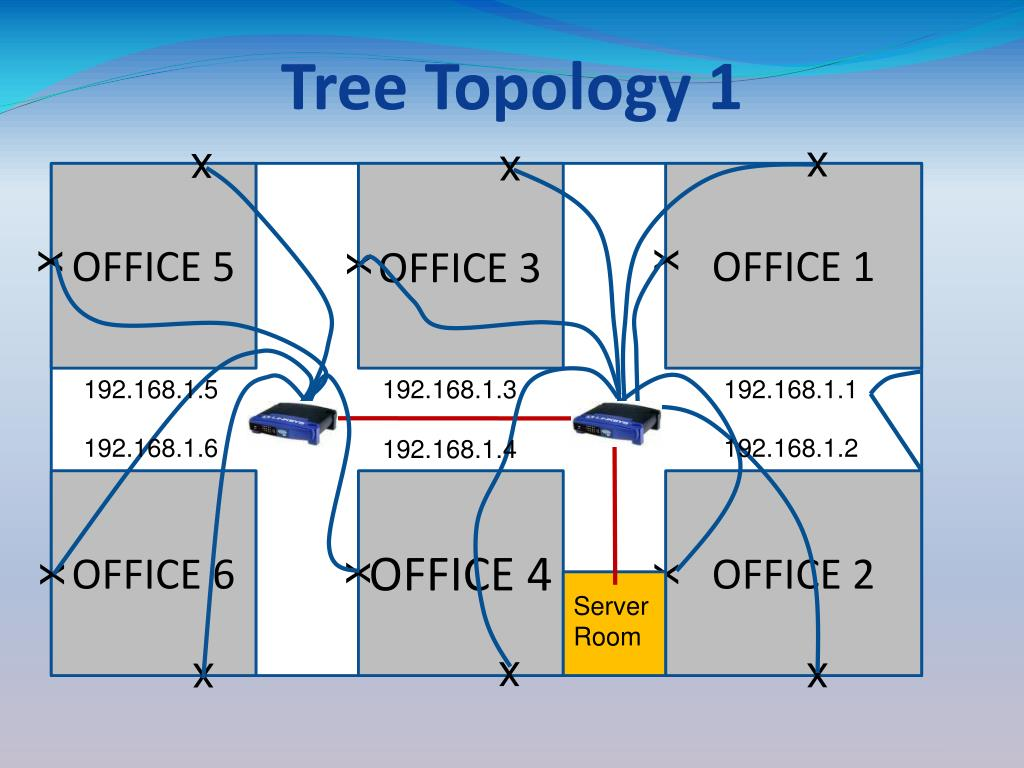 Tree Topology 1
X
X
X
X
OFFICE 5
X
OFFICE 3
X
OFFICE 1
192.168.1.5
192.168.1.3
192.168.1.1
LINKSYS
LINKSYS
192.168.1.6
192.168.1.4
192.168.1.2
X
OFFICE 6
X
OFFICE 4
X
OFFICE 2
Server
Room
X
X
X